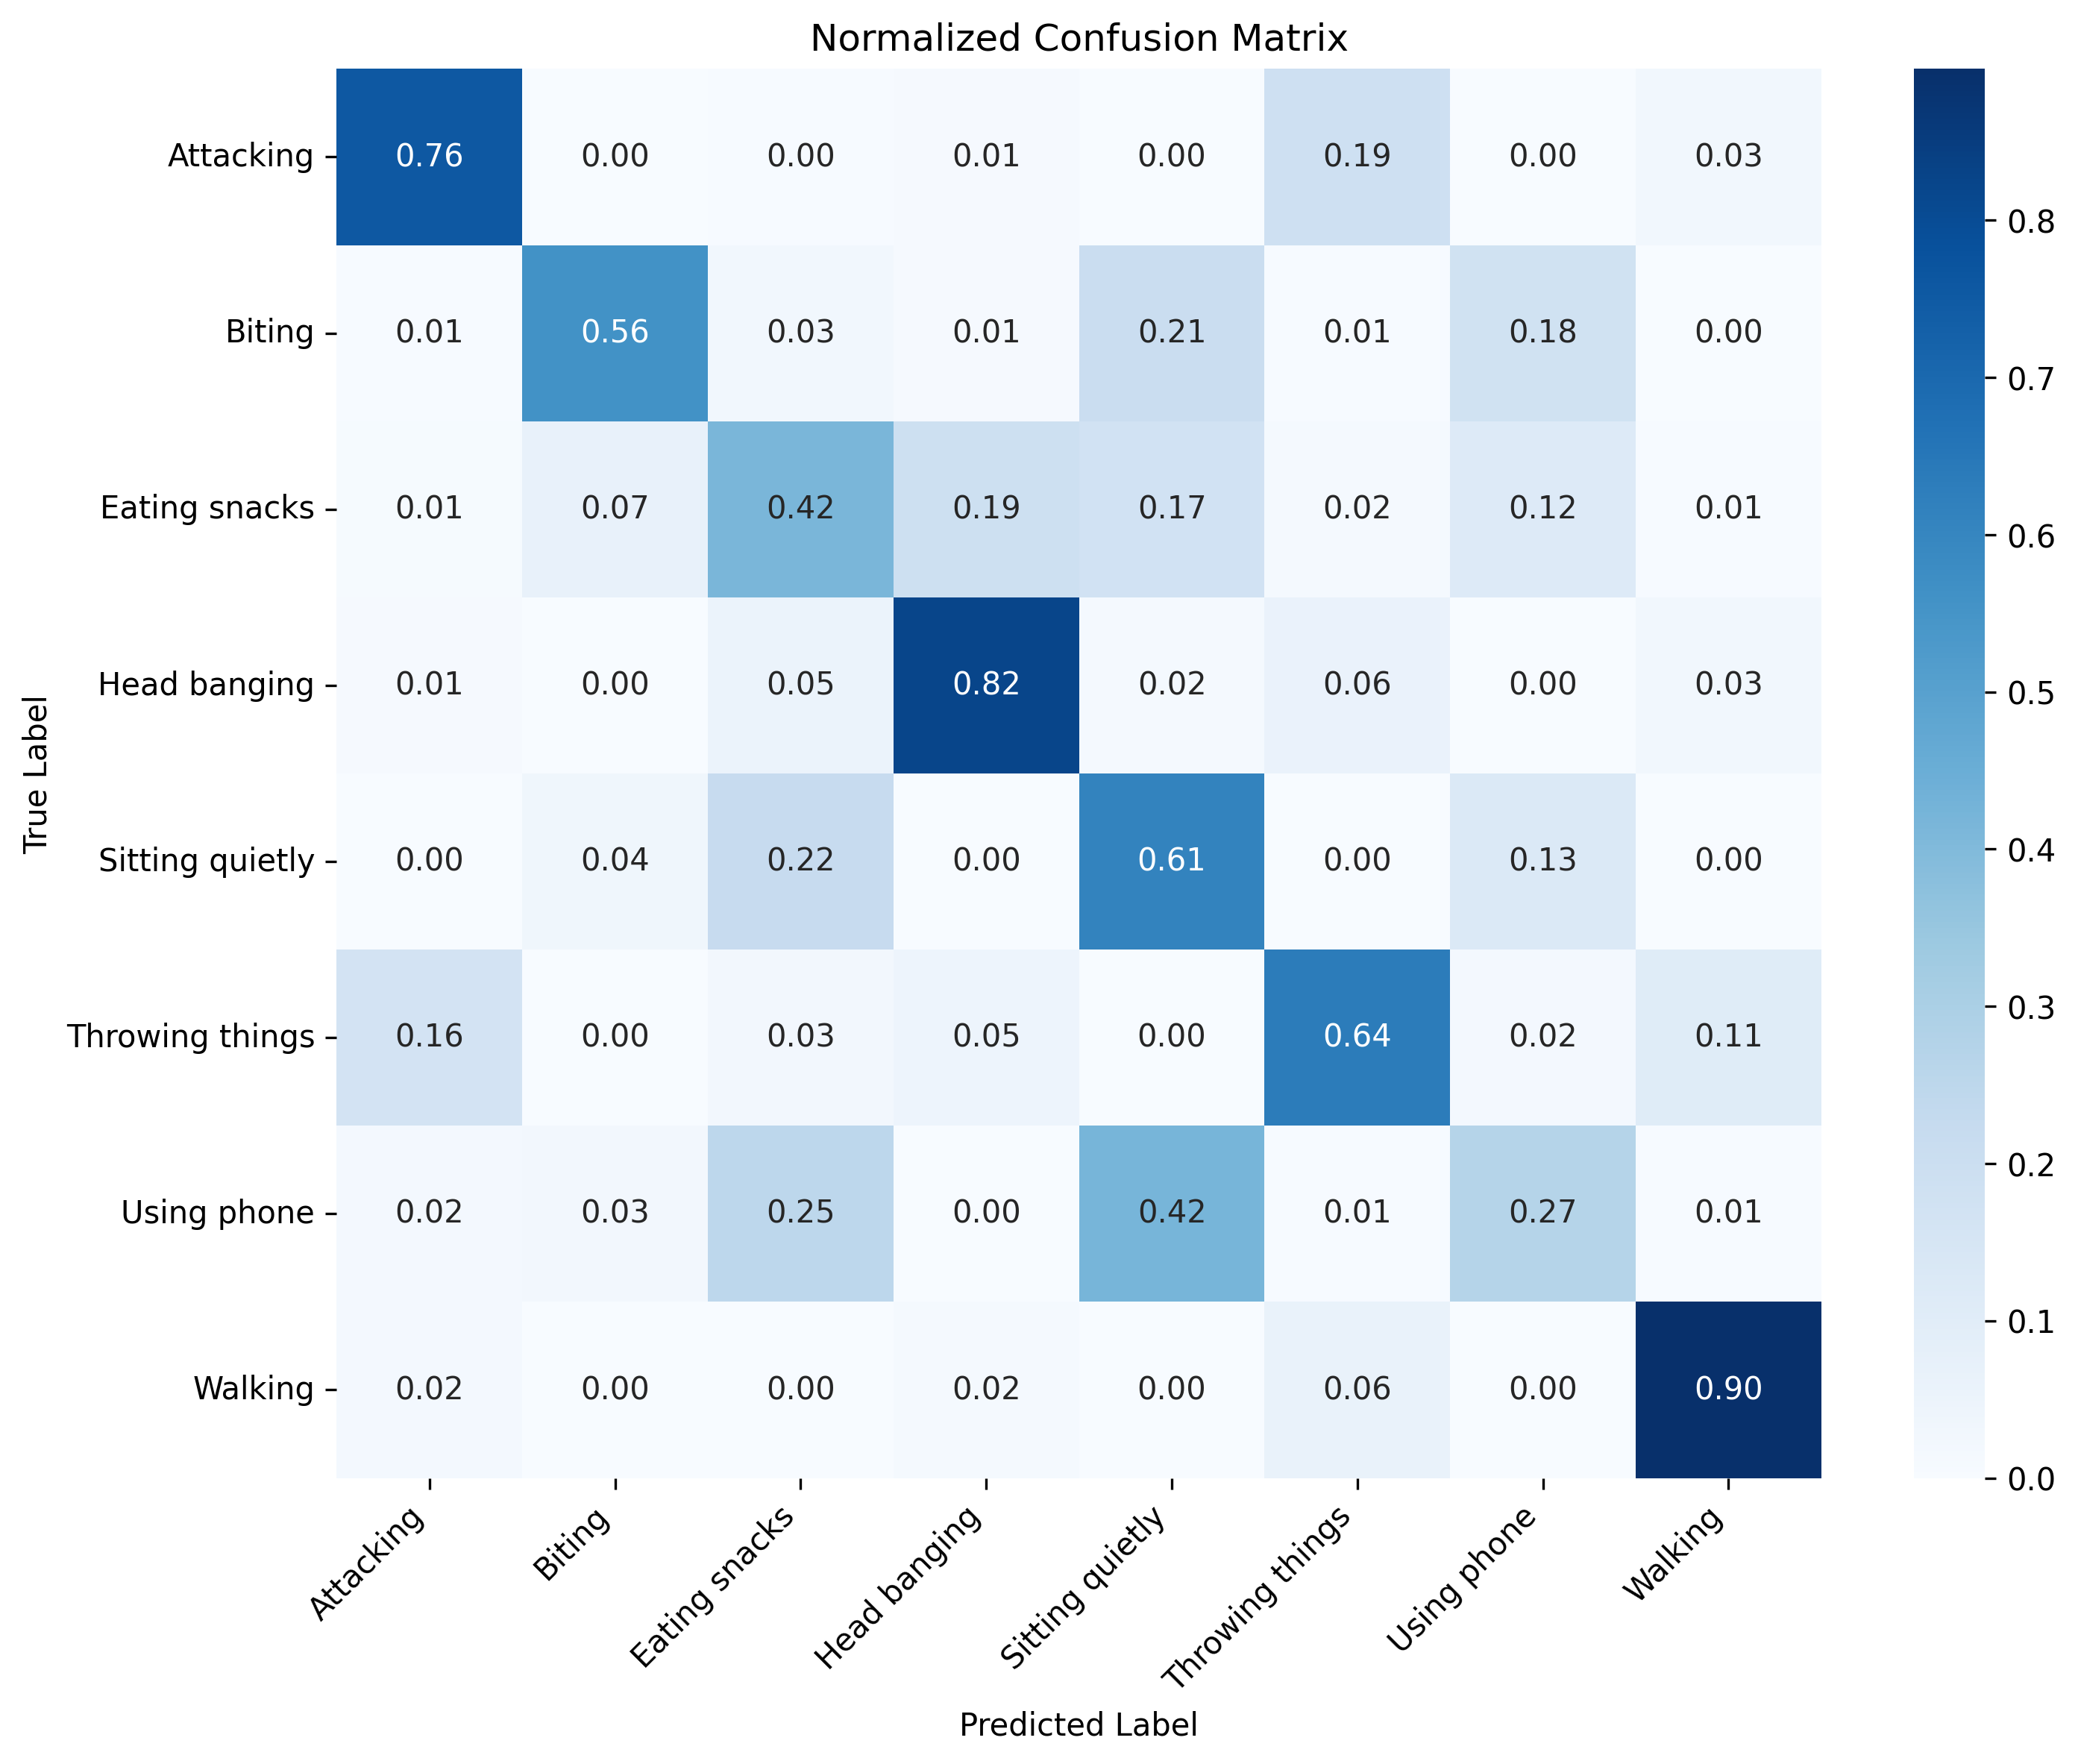 Normalized Confusion Matrix
Attacking 0.76 0.00 0.00 0.01 0.00 0.19 0.00 0.03
Biting 0.01 0.56 0.03 0.01 0.21 0.01 0.18 0.00
Eating snacks 0.01 0.07 0.42 0.19 0.17 0.02 0.12 0.01
Head banging 0.01 0.00 0.05 0.82 0.02 0.06 0.00 0.03
Sitting quietly 0.00 0.04 0.22 0.00 0.61 0.00 0.13 0.00
Throwing things 0.16 0.00 0.03 0.05 0.00 0.64 0.02 0.11
Using phone 0.02 0.03 0.25 0.00 0.42 0.01 0.27 0.01
Walking 0.02 0.00 0.00 0.02 0.00 0.06 0.00 0.90
True Label
Attacking Biting Eating snacks Head banging Sitting quietly Throwing things Using phone Walking
Predicted Label
0.8
0.7
0.6
0.5
0.4
0.3
0.2
0.1
0.0